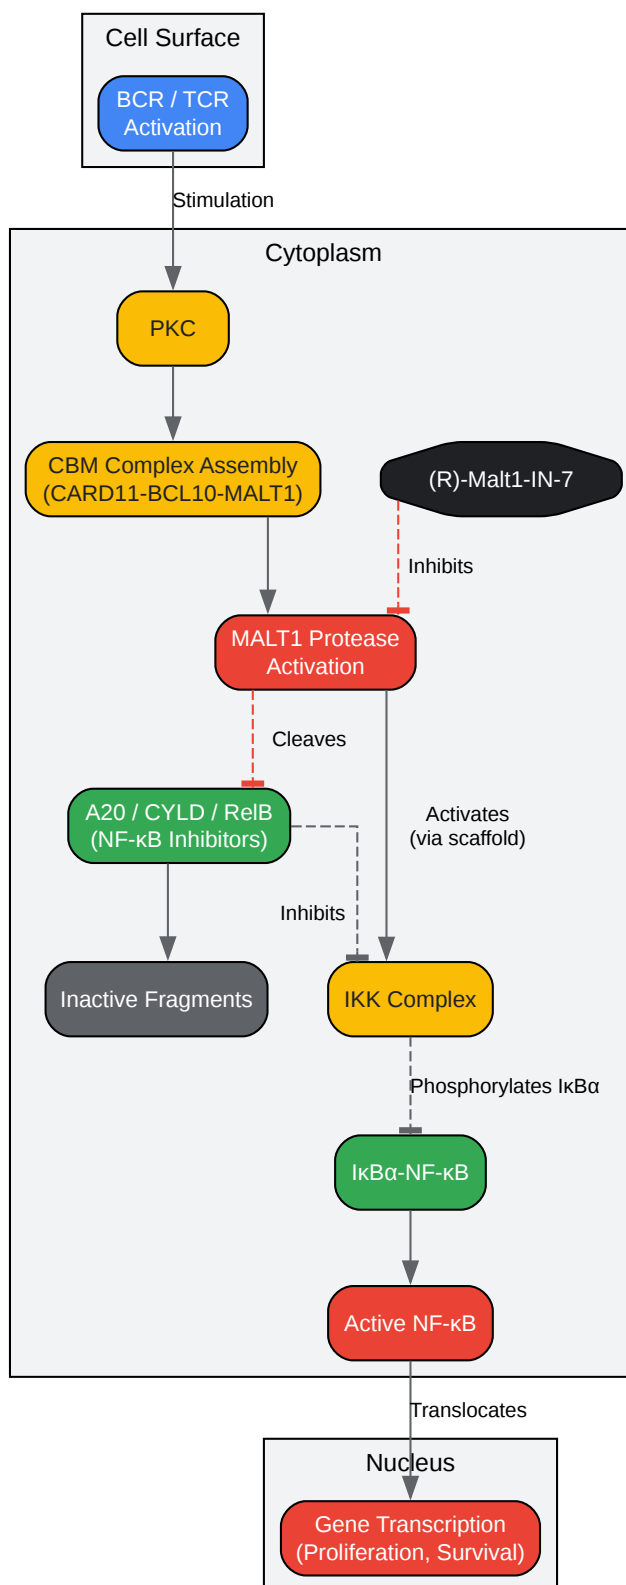 Cell Surface
BCR / TCR
Activation
Stimulation
Cytoplasm
PKC
CBM Complex Assembly
(CARD11-BCL10-MALT1)
(R)-Malt1-IN-7
Inhibits
MALT1 Protease
Activation
Cleaves
A20 / CYLD / RelB
(NF-κB Inhibitors)
Activates
(via scaffold)
Inhibits
Inactive Fragments
IKK Complex
Phosphorylates IκBα
IκBα-NF-κB
Active NF-κB
Translocates
Nucleus
Gene Transcription
(Proliferation, Survival)